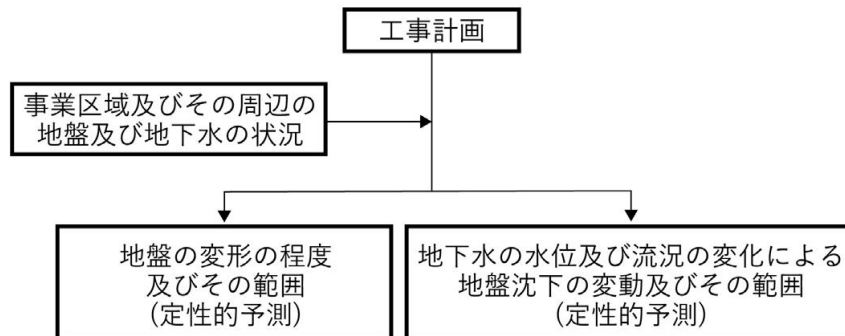 工事計画
事業区域及びその周辺の
地盤及び地下水の状況
地盤の変形の程度
及びその範囲
(定性的予測)
地下水の水位及び流況の変化による
地盤沈下の変動及びその範囲
(定性的予測)